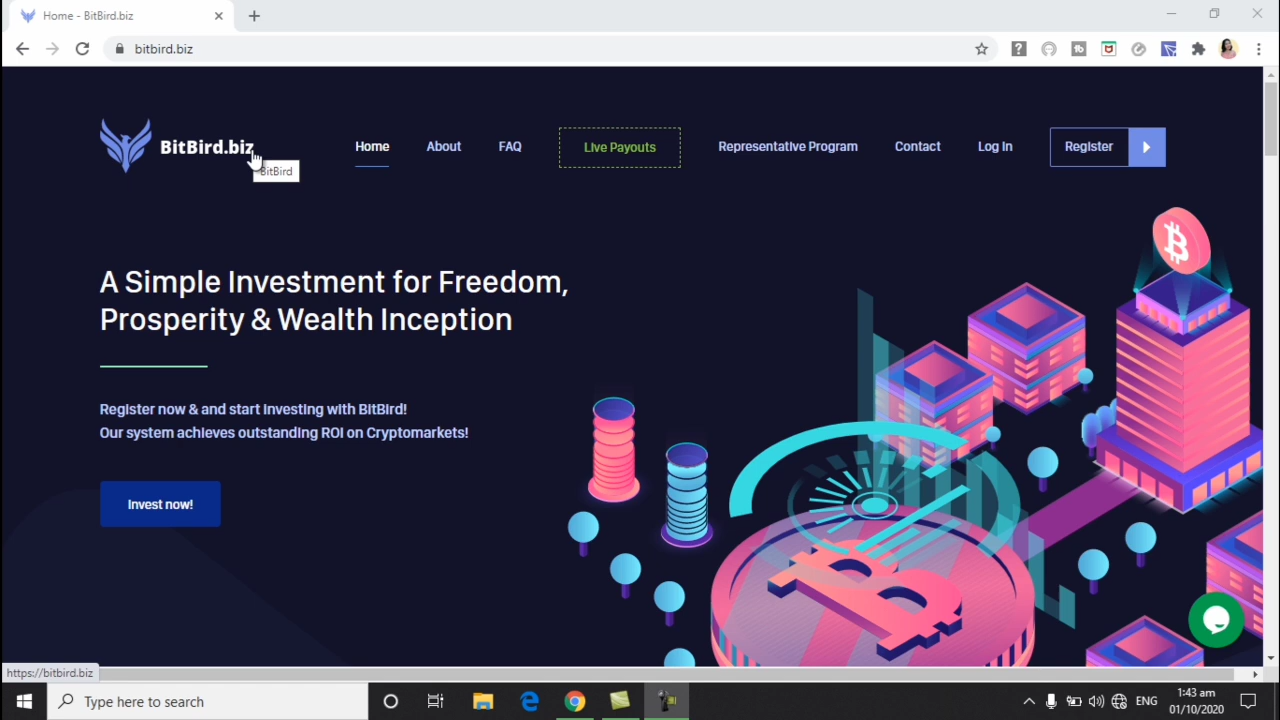 Home - BitBird.biz
bitbird.biz
BitBird.biz
BitBird
Home
About
FAQ
Live Payouts
Representative Program
Contact
Log In
Register
A Simple Investment for Freedom,
Prosperity & Wealth Inception
Register now & and start investing with BitBird!
Our system achieves outstanding ROI on Cryptomarkets!
Invest now!
https://bitbird.biz
Type here to search
ENG
1:43 am
01/10/2020